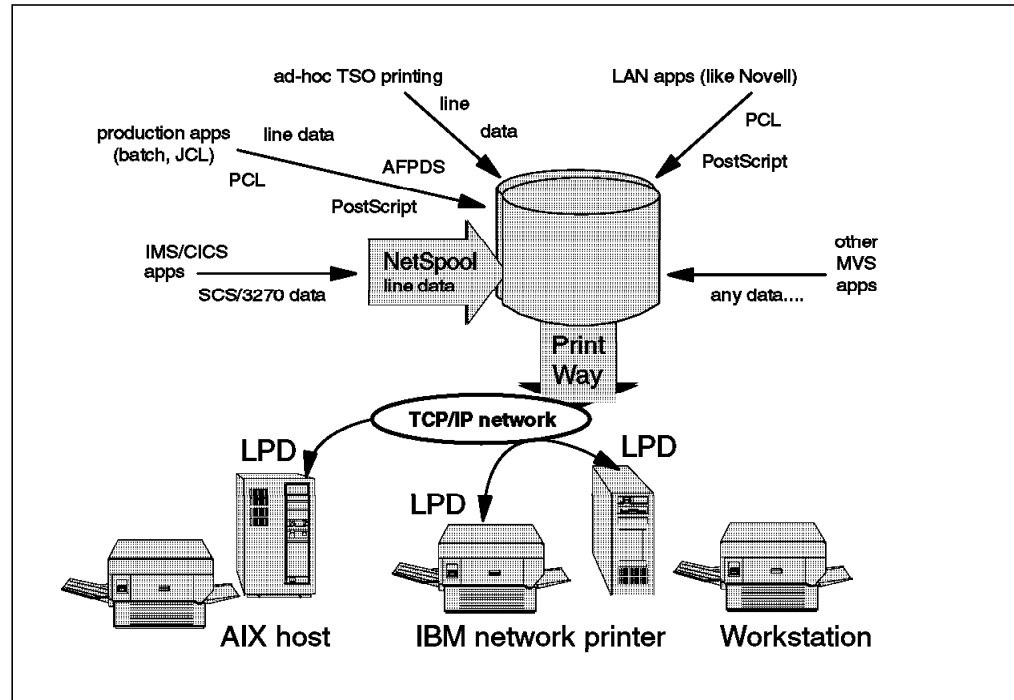 ad-hoc TSO printing
LAN apps (like Novell)
line
data
PCL
PostScript
production apps
(batch, JCL)
line data
PCL
AFPDS
PostScript
IMS/CICS
apps
SCS/3270 data
NetSpool
line data
other
MVS
apps
any data....
Print
Way
TCP/IP network
LPD
LPD
LPD
AIX host
IBM network printer
Workstation